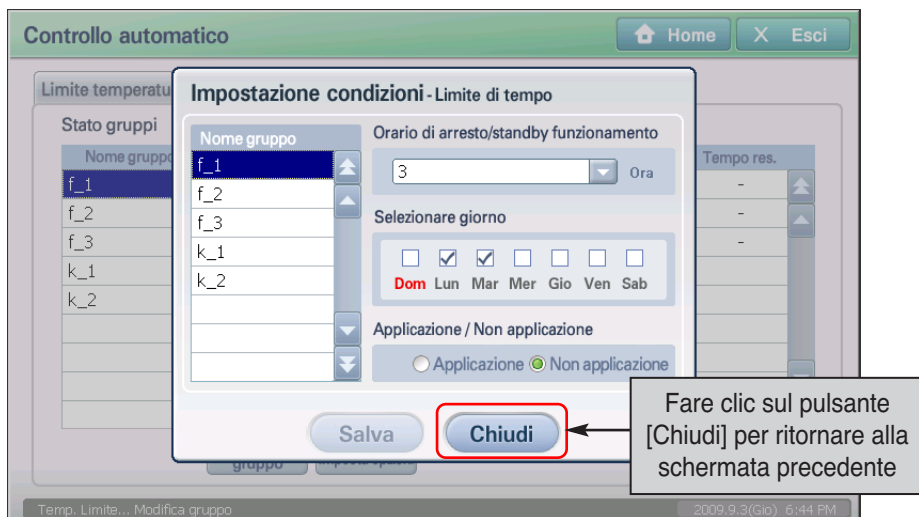 Controllo automatico
Home
X Esci
Limite temperatu
Stato gruppi
Nome gruppo
Tempo res.
f_1
-
f_2
-
f_3
-
k_1
k_2
Impostazione condizioni - Limite di tempo
Nome gruppo
f_1
f_2
f_3
k_1
k_2
Orario di arresto/standby funzionamento
3
Ora
Selezionare giorno
Dom Lun Mar Mer Gio Ven Sab
Applicazione / Non applicazione
Applicazione Non applicazione
Salva
Chiudi
gruppo
Fare clic sul pulsante
[Chiudi] per ritornare alla
schermata precedente
Temp. Limite... Modifica gruppo
2009.9.3(Gio) 6:44 PM